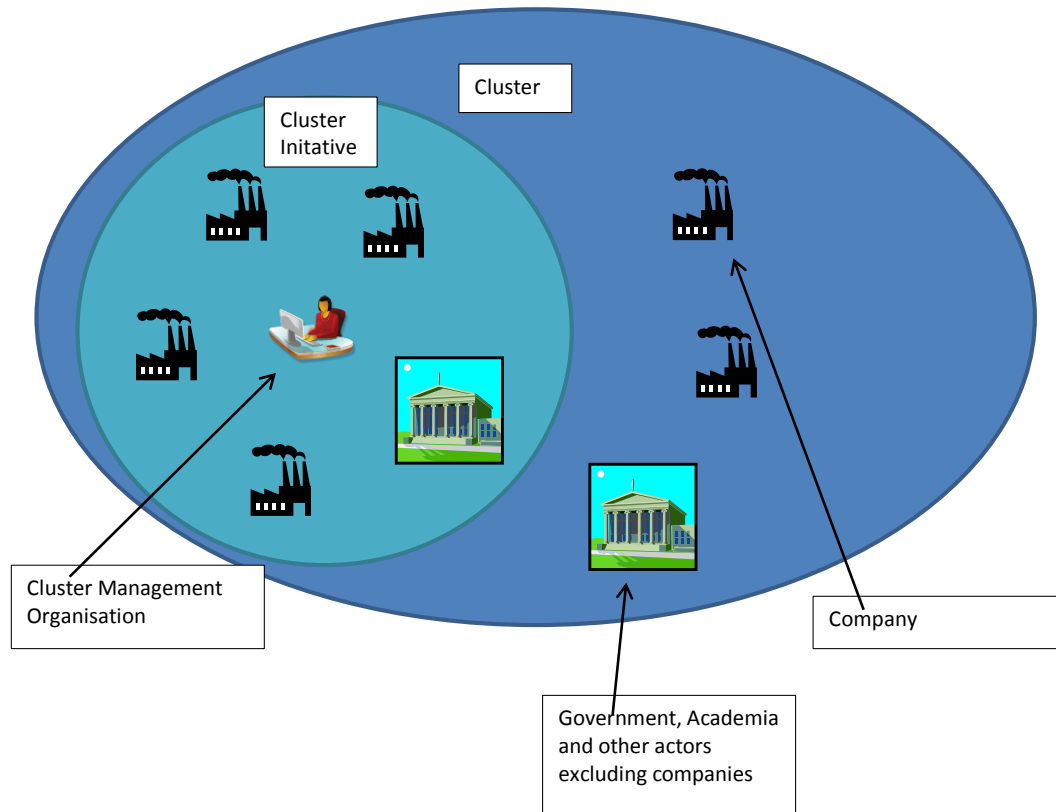 Cluster
Cluster
Initative
Cluster Management
Organisation
Company
Government, Academia
and other actors
excluding companies